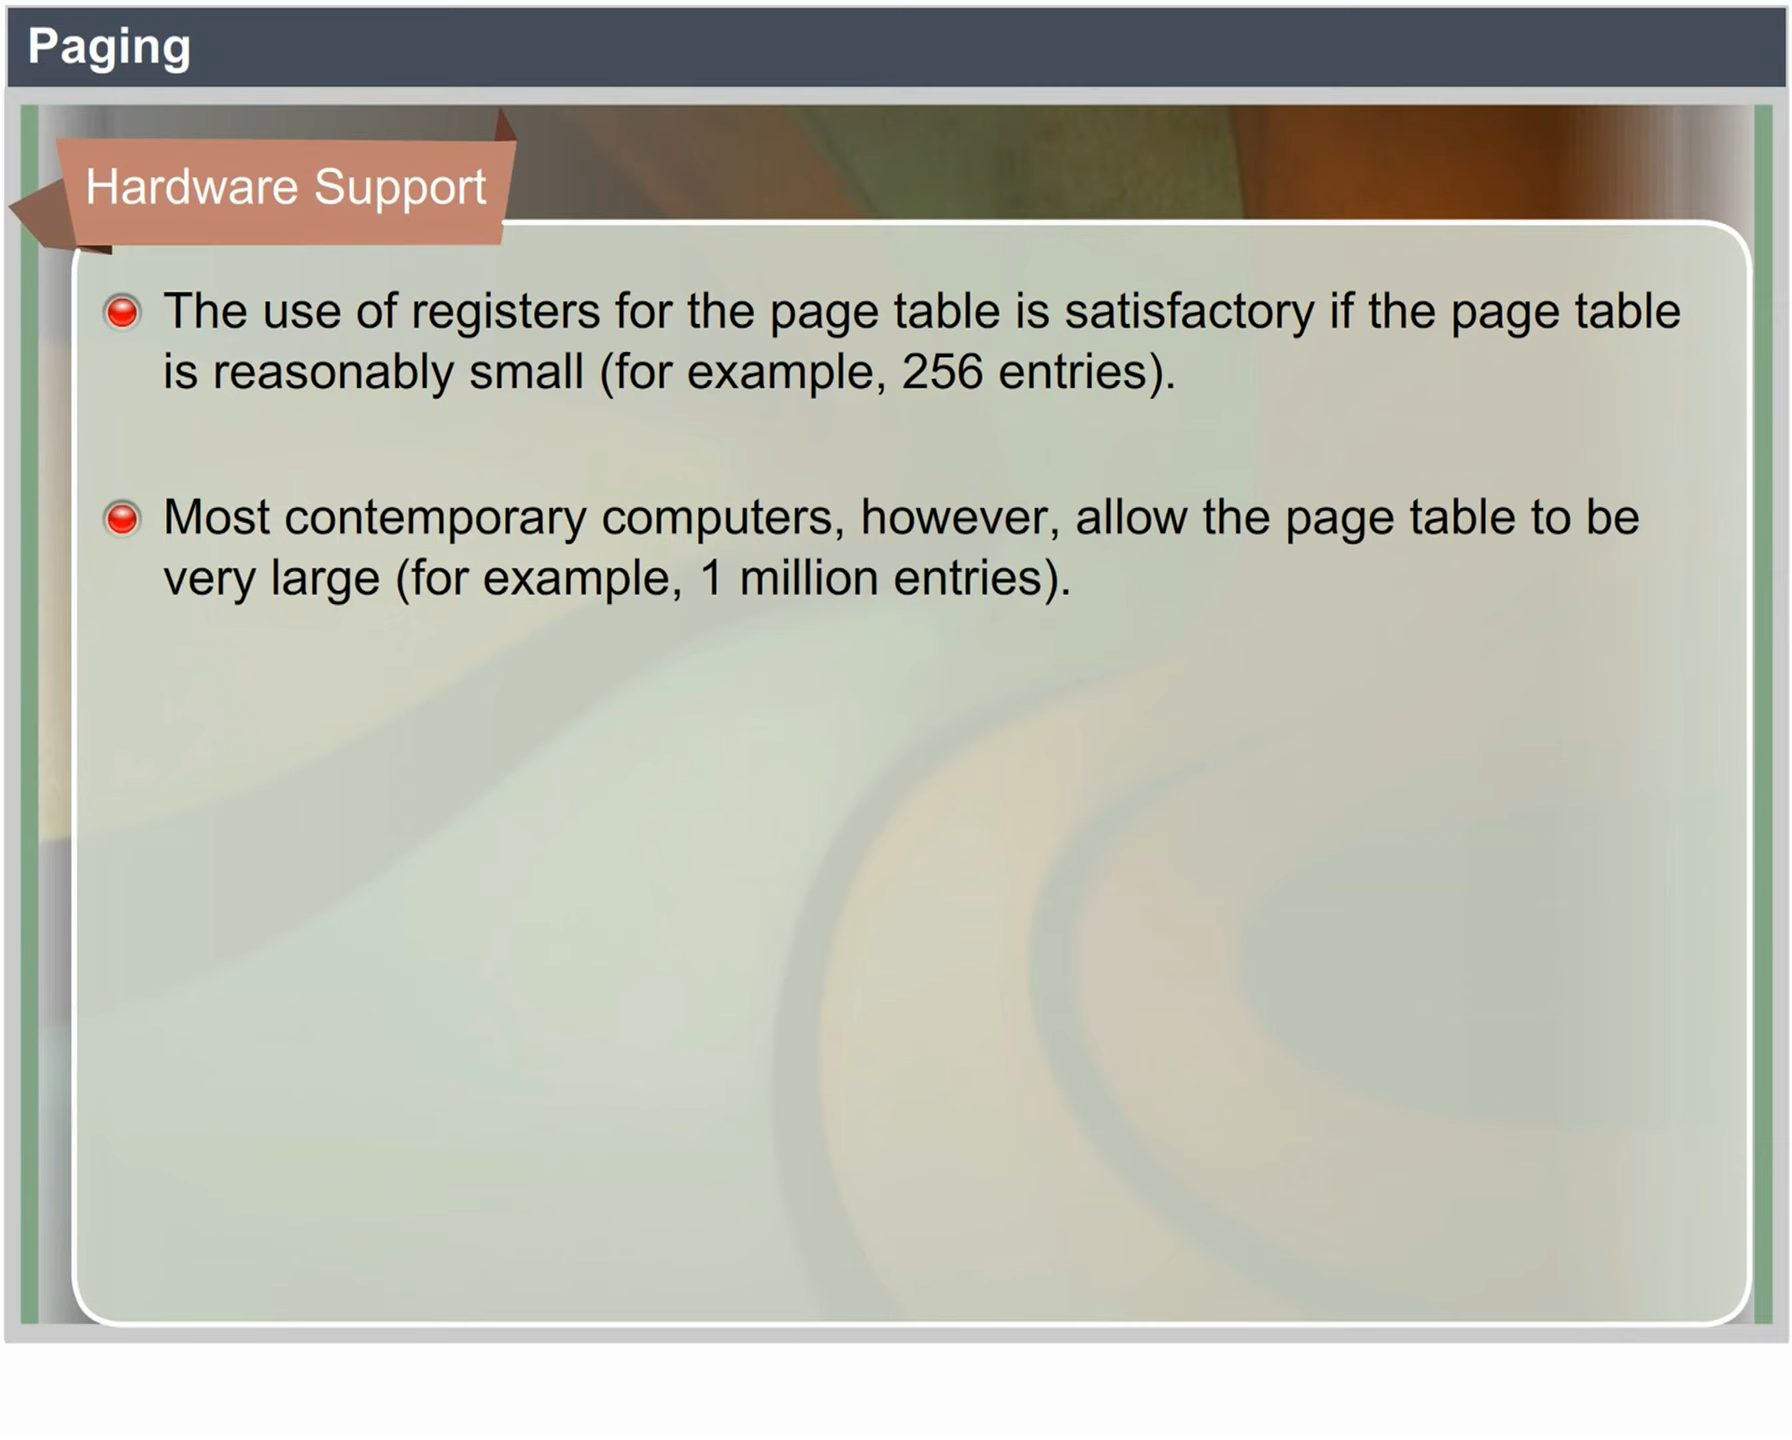 Paging
Hardware Support
The use of registers for the page table is satisfactory if the page table
is reasonably small (for example, 256 entries).
Most contemporary computers, however, allow the page table to be
very large (for example, 1 million entries).